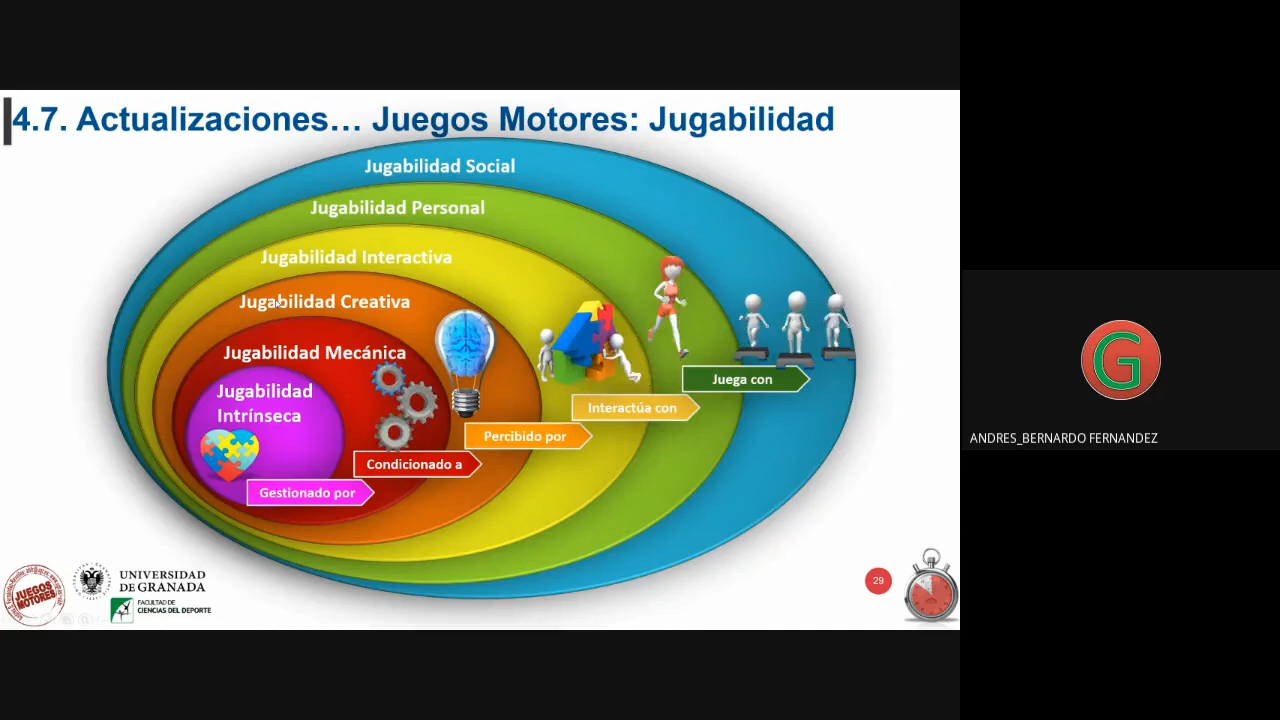 4.7. Actualizaciones… Juegos Motores: Jugabilidad
Jugabilidad Social
Jugabilidad Personal
Jugabilidad Interactiva
Jugabilidad Creativa
Jugabilidad Mecánica
Jugabilidad
Intrínseca
Juega con
Interactúa con
Percibido por
Condicionado a
Gestionado por
G
ANDRES_BERNARDO FERNANDEZ
JUEGOS
MOTORES
UNIVERSIDAD
DE GRANADA
FACULTAD DE
CIENCIAS DEL DEPORTE
29